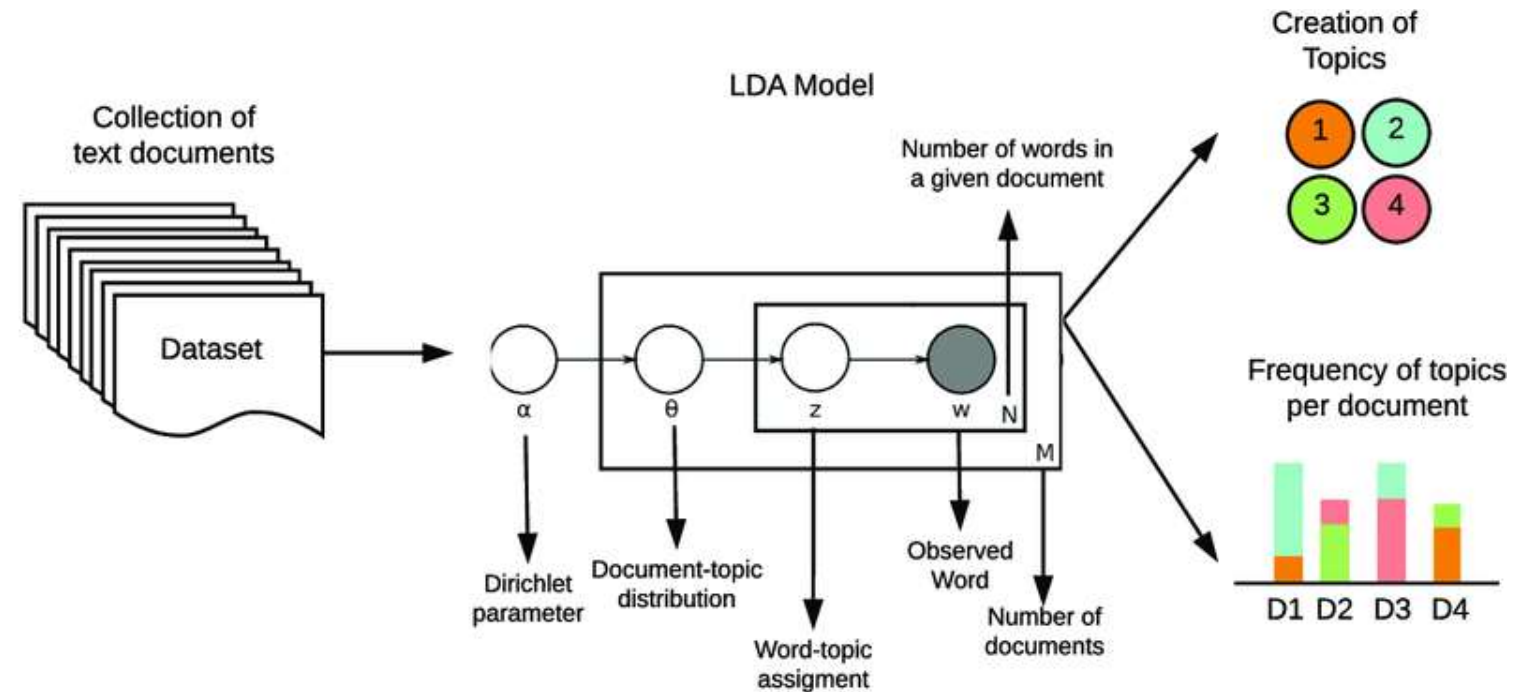 Collection of
text documents
Dataset
LDA Model
Number of words in
a given document
α
θ
z
w
N
M
Dirichlet
parameter
Document-topic
distribution
Word-topic
assigment
Observed
Word
Number of
documents
Creation of
Topics
1
2
3
4
Frequency of topics
per document
D1 D2 D3 D4